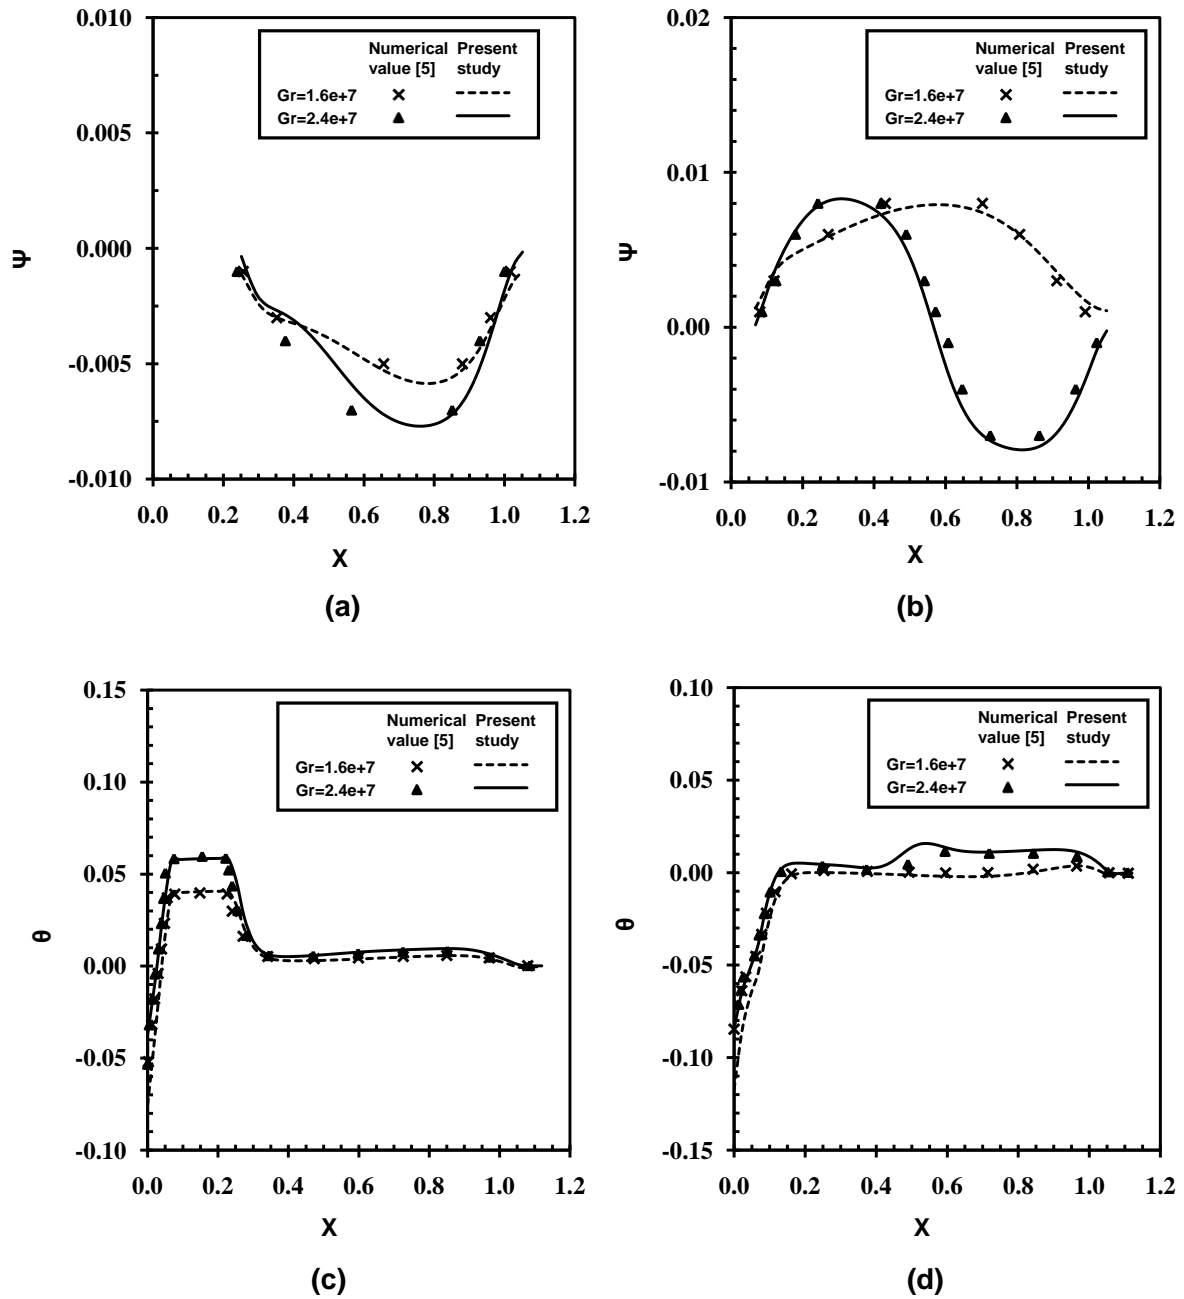 0.010
0.005
0.000
-0.005
-0.010
Ψ
0.0 0.2 0.4 0.6 0.8 1.0 1.2
X
Numerical Present
value [5] study
Gr=1.6e+7
Gr=2.4e+7
(a)
0.02
0.01
0.00
-0.01
Ψ
0.0 0.2 0.4 0.6 0.8 1.0 1.2
X
Numerical Present
value [5] study
Gr=1.6e+7
Gr=2.4e+7
(b)
0.15
0.10
0.05
0.00
-0.05
-0.10
θ
0.0 0.2 0.4 0.6 0.8 1.0 1.2
X
Numerical Present
value [5] study
Gr=1.6e+7
Gr=2.4e+7
(c)
0.10
0.05
0.00
-0.05
-0.10
-0.15
θ
0.0 0.2 0.4 0.6 0.8 1.0 1.2
X
Numerical Present
value [5] study
Gr=1.6e+7
Gr=2.4e+7
(d)